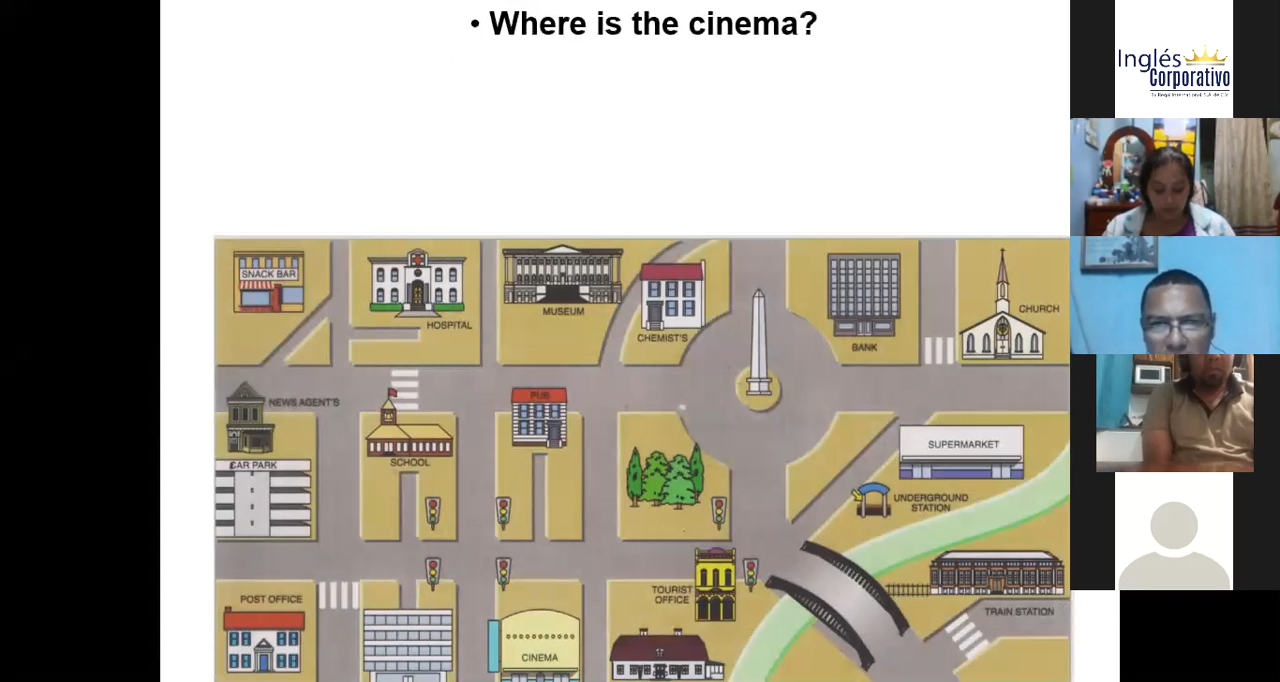 • Where is the cinema?
Inglés
Corporativo
SNACK BAR
HOSPITAL
MUSEUM
CHEMIST'S
BANK
CHURCH
NEWS AGENT'S
PUB
CAR PARK
SCHOOL
SUPERMARKET
UNDERGROUND
STATION
TOURIST
OFFICE
POST OFFICE
TRAIN STATION
CINEMA